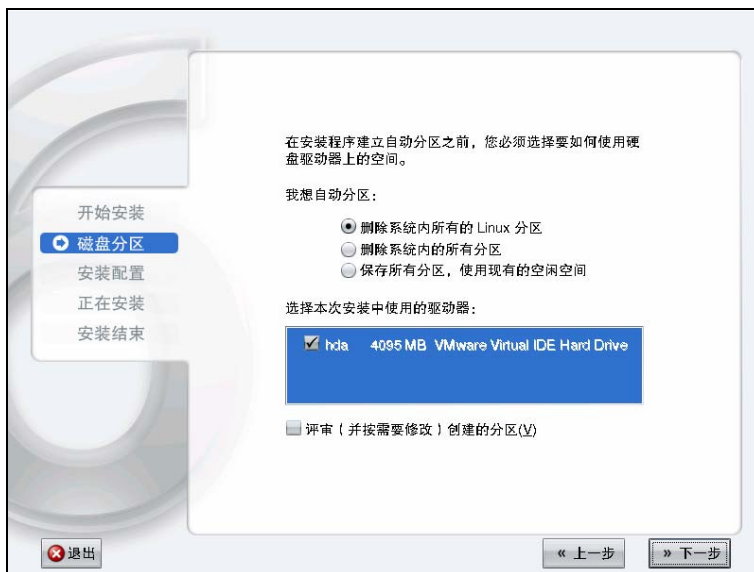 在安装程序建立自动分区之前，您必须选择要如何使用硬
盘驱动器上的空间。
我想自动分区：
删除系统内所有的 Linux 分区
删除系统内的所有分区
保存所有分区，使用现有的空闲空间
选择本次安装中使用的驱动器：
hda 4095 MB VMware Virtual IDE Hard Drive
评审（并按需要修改）创建的分区(V)
开始安装
磁盘分区
安装配置
正在安装
安装结束
退出
« 上一步
» 下一步